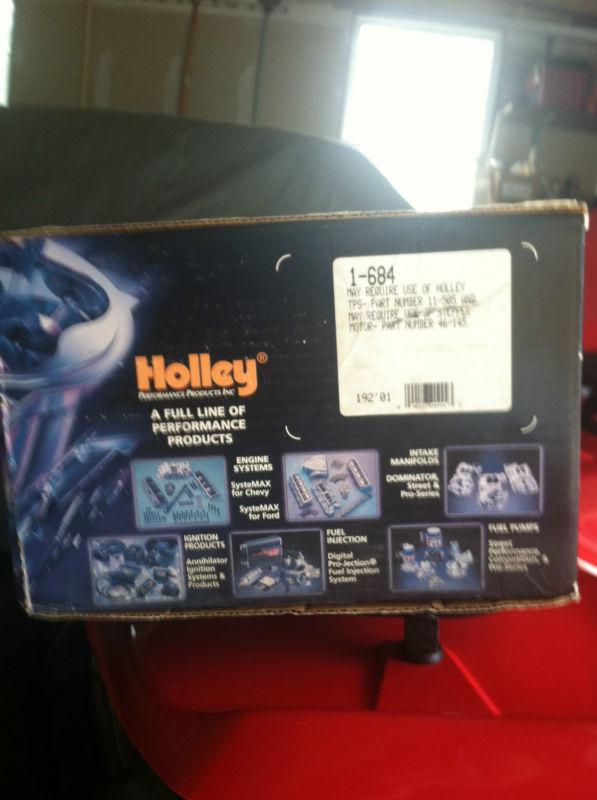 1-684
MAY REQUIRE USE OF HOLLEY
TPS- PART NUMBER 11-505 AND
MAY REQUIRE USE OF STEPPER
MOTOR- PART NUMBER 46-145
192'01
Holley®
PERFORMANCE PRODUCTS INC
A FULL LINE OF
PERFORMANCE
PRODUCTS
ENGINE
SYSTEMS
SysteMAX
for Chevy
SysteMAX
for Ford
INTAKE
MANIFOLDS
DOMINATOR,
Street &
Pro-Series
IGNITION
PRODUCTS
Annihilator
Ignition
Systems &
Products
FUEL
INJECTION
Digital
Pro-Jection®
Fuel Injection
System
FUEL PUMPS
Street
Performance,
&